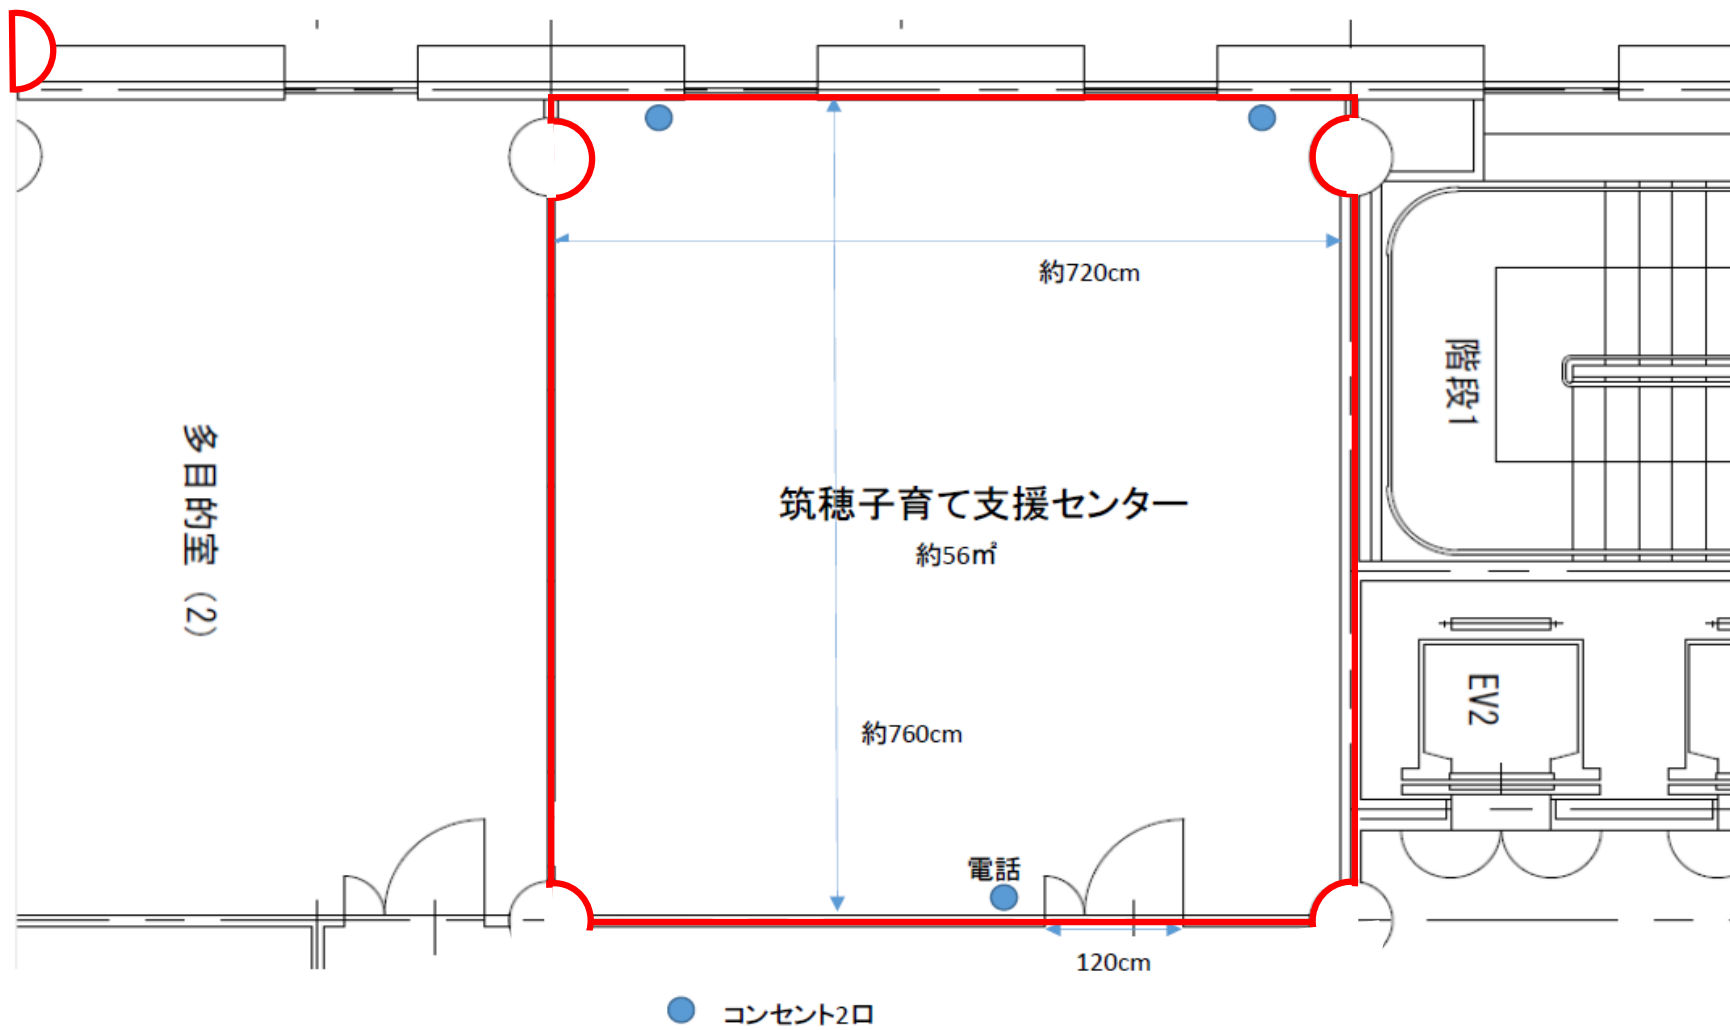 約720cm
階段1
多目的室（2）
筑穂子育て支援センター
約56㎡
EV2
約760cm
電話
120cm
コンセント2口